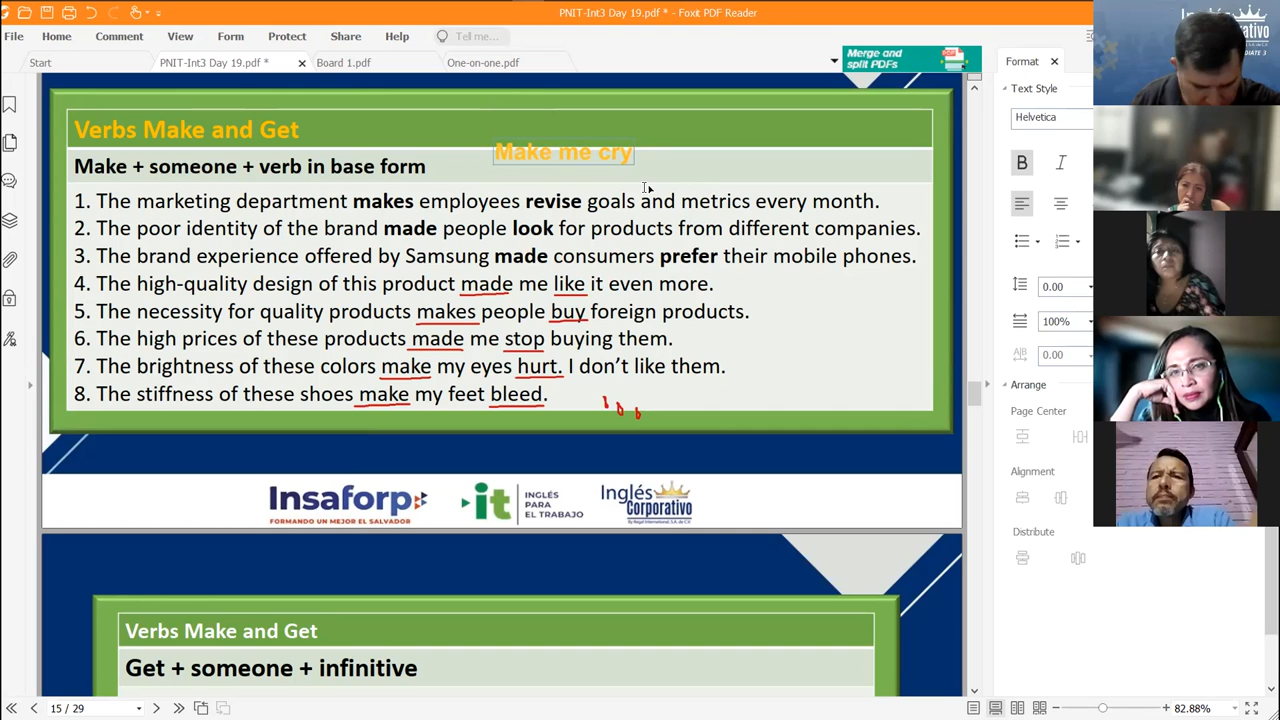 PNIT-Int3 Day 19.pdf * - Foxit PDF Reader
File Home Comment View Form Protect Share Help Tell me...
Start PNIT-Int3 Day 19.pdf * Board 1.pdf One-on-one.pdf
Merge and
split PDFs
Verbs Make and Get
Make me cry
Make + someone + verb in base form
1. The marketing department makes employees revise goals and metrics every month.
2. The poor identity of the brand made people look for products from different companies.
3. The brand experience offered by Samsung made consumers prefer their mobile phones.
4. The high-quality design of this product made me like it even more.
5. The necessity for quality products makes people buy foreign products.
6. The high prices of these products made me stop buying them.
7. The brightness of these colors make my eyes hurt. I don’t like them.
8. The stiffness of these shoes make my feet bleed.
Insaforp
FORMANDO UN MEJOR EL SALVADOR
it
INGLÉS
PARA
EL TRABAJO
Inglés
Corporativo
By Regal International, S.A. de C.V.
Verbs Make and Get
Get + someone + infinitive
15 / 29
82.88%
Format
Text Style
Helvetica
B I
0.00
100%
0.00
Arrange
Page Center
Alignment
Distribute
Inglés